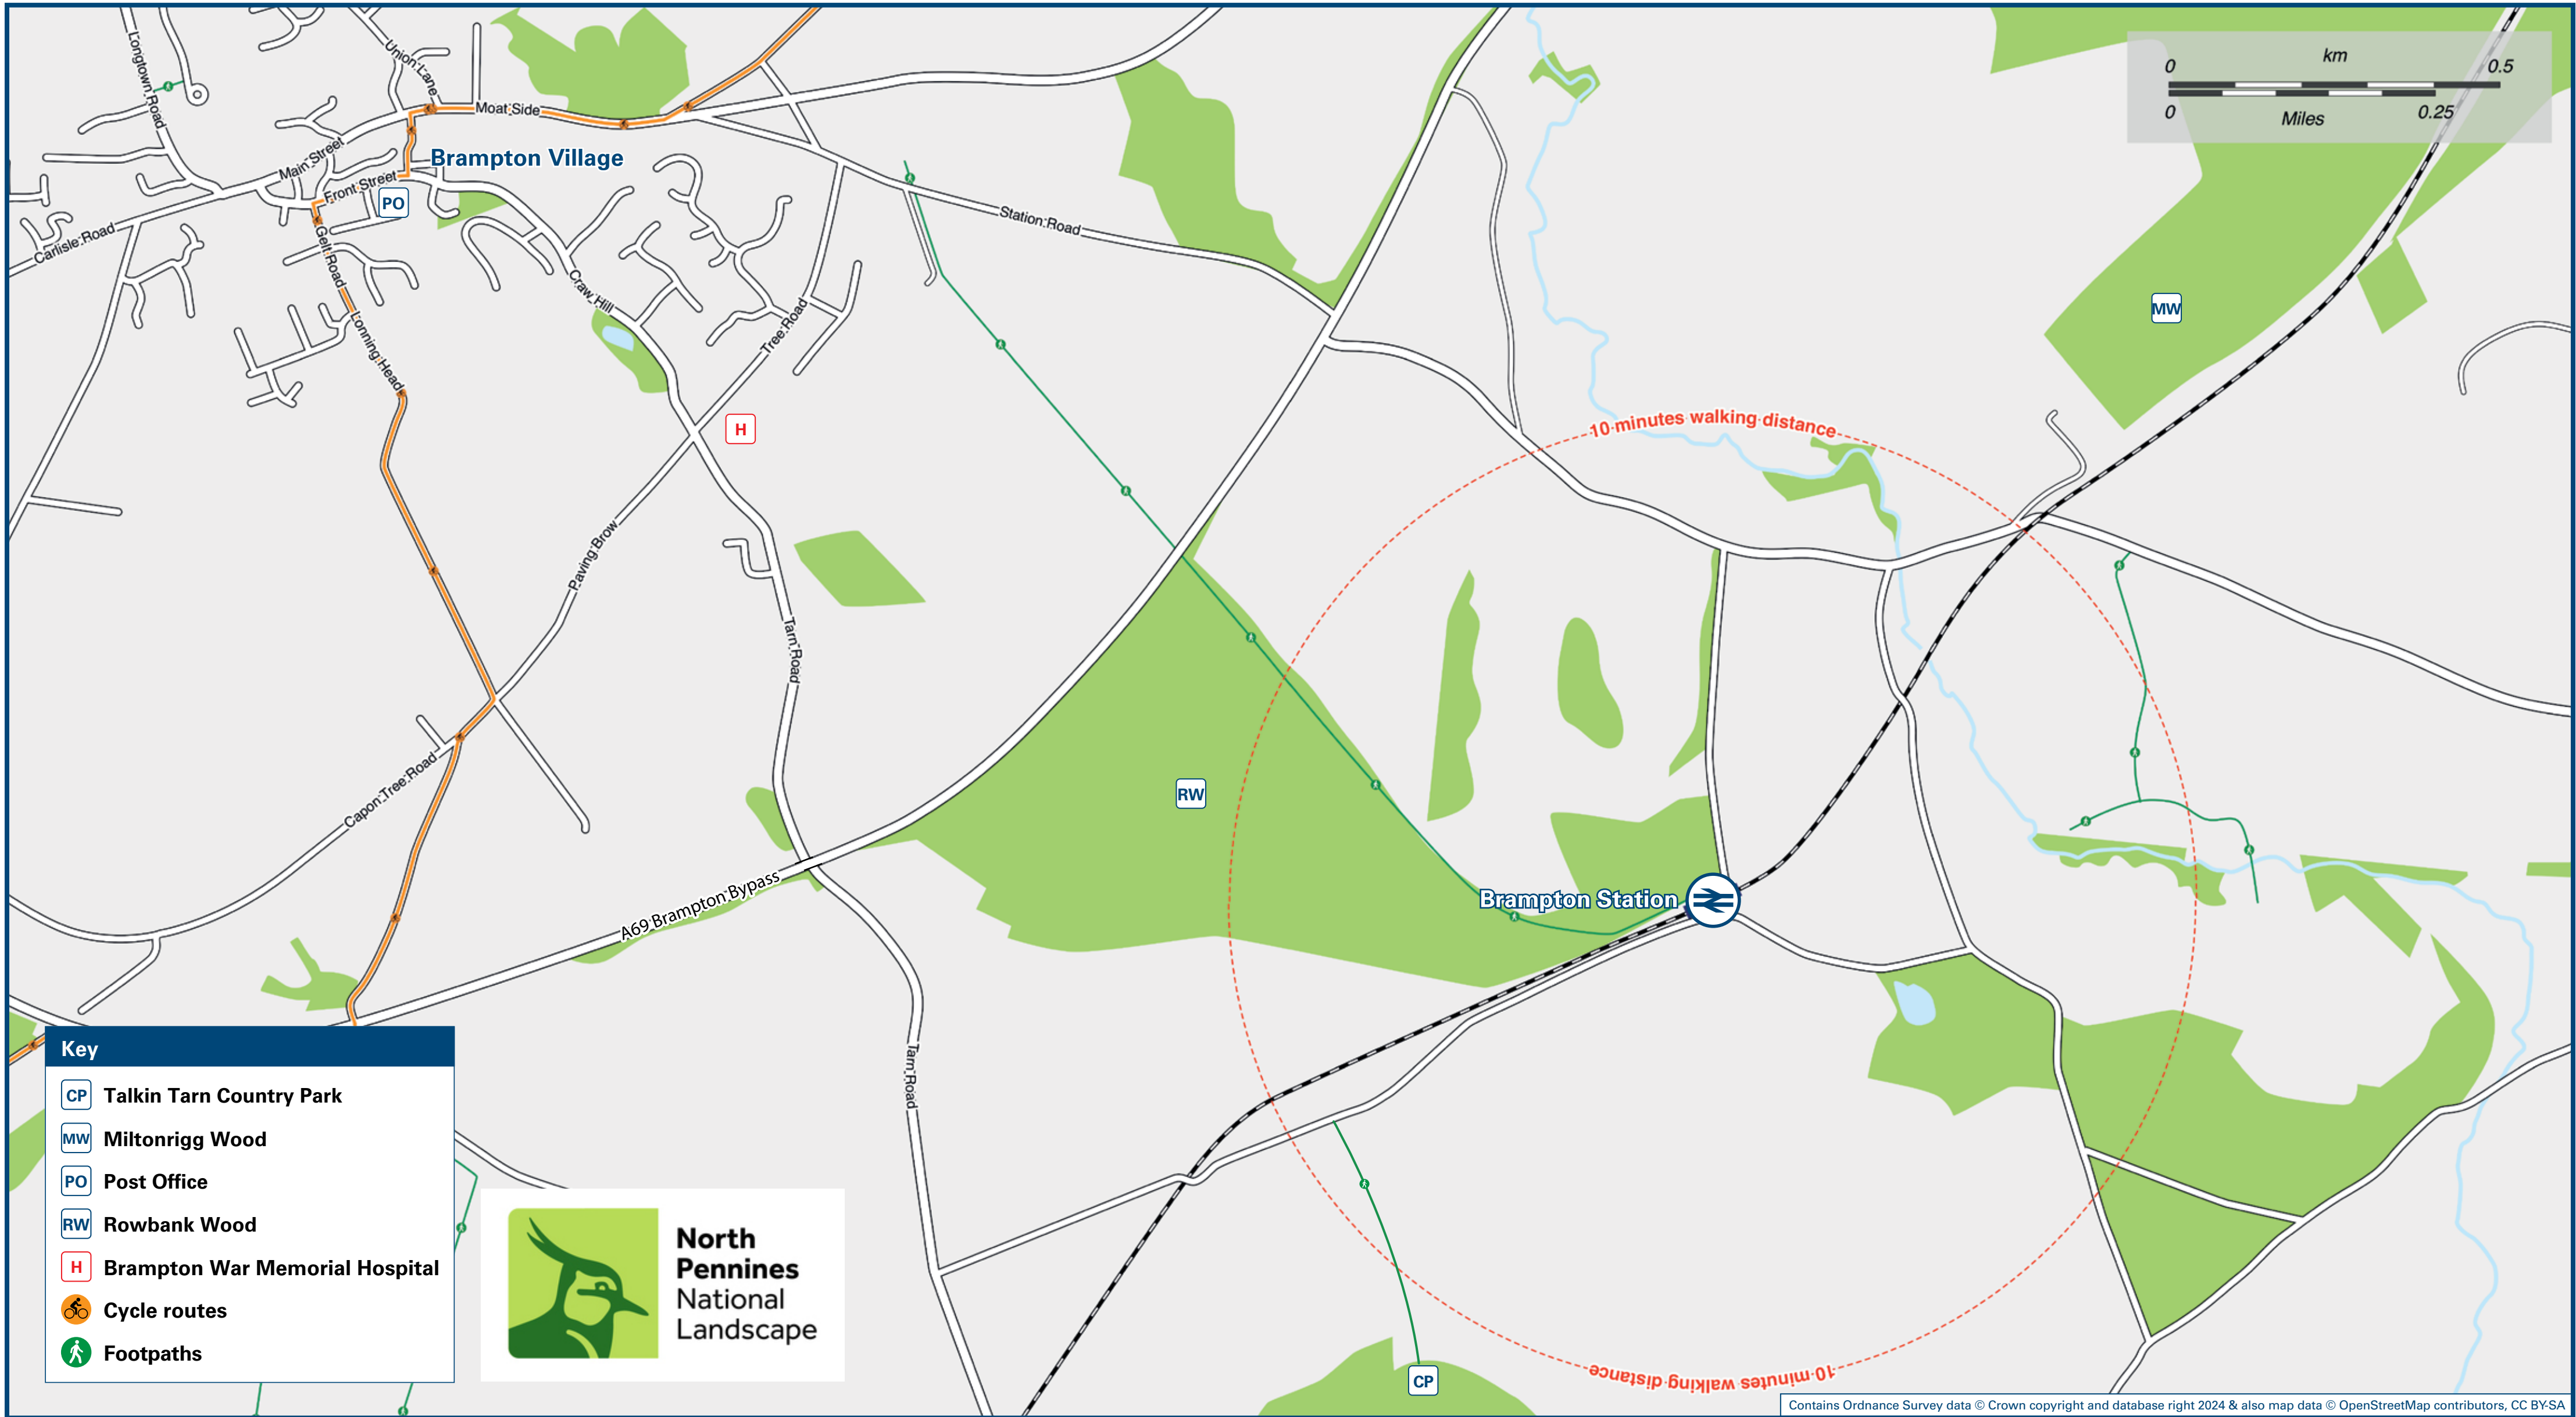 Longtown Road
Union Lane
Moat Side
Main Street
Brampton Village
Front Street
PO
Carlisle Road
Gelt Road
Craw Hill
Lonning Head
Tree Road
Station Road
H
Paving Brow
Tarn Road
Capon Tree Road
A69 Brampton Bypass
Tarn Road
RW
MW
km
0 0.5
0 0.25
Miles
10 minutes walking distance
Brampton Station
10 minutes walking distance
CP
Key
CP Talkin Tarn Country Park
MW Miltonrigg Wood
PO Post Office
RW Rowbank Wood
H Brampton War Memorial Hospital
Cycle routes
Footpaths
North
Pennines
National
Landscape
Contains Ordnance Survey data © Crown copyright and database right 2024 & also map data © OpenStreetMap contributors, CC BY-SA